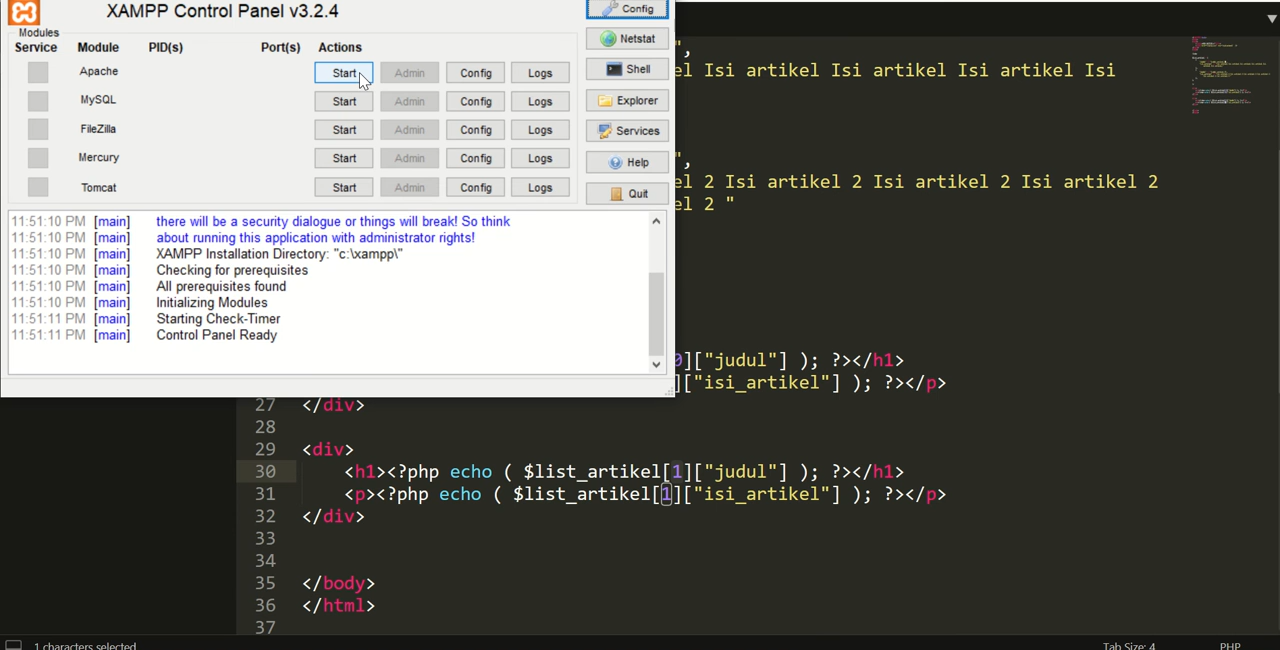 XAMPP Control Panel v3.2.4
Config
Modules
Service Module PID(s) Port(s) Actions
Netstat
Apache Start Admin Config Logs
Shell
MySQL Start Admin Config Logs
Explorer
FileZilla Start Admin Config Logs
Services
Mercury Start Admin Config Logs
Help
Tomcat Start Admin Config Logs
Quit
11:51:10 PM [main] there will be a security dialogue or things will break! So think
11:51:10 PM [main] about running this application with administrator rights!
11:51:10 PM [main] XAMPP Installation Directory: "c:\xampp\"
11:51:10 PM [main] Checking for prerequisites
11:51:10 PM [main] All prerequisites found
11:51:10 PM [main] Initializing Modules
11:51:11 PM [main] Starting Check-Timer
11:51:11 PM [main] Control Panel Ready
",
el Isi artikel Isi artikel Isi artikel Isi
",
el 2 Isi artikel 2 Isi artikel 2 Isi artikel 2
el 2 "
0]["judul"] ); ?></h1>
]["isi_artikel"] ); ?></p>
27 </div>
28
29 <div>
30 <h1><?php echo ( $list_artikel[1]["judul"] ); ?></h1>
31 <p><?php echo ( $list_artikel[1]["isi_artikel"] ); ?></p>
32 </div>
33
34
35 </body>
36 </html>
37
1 characters selected Tab Size: 4 PHP